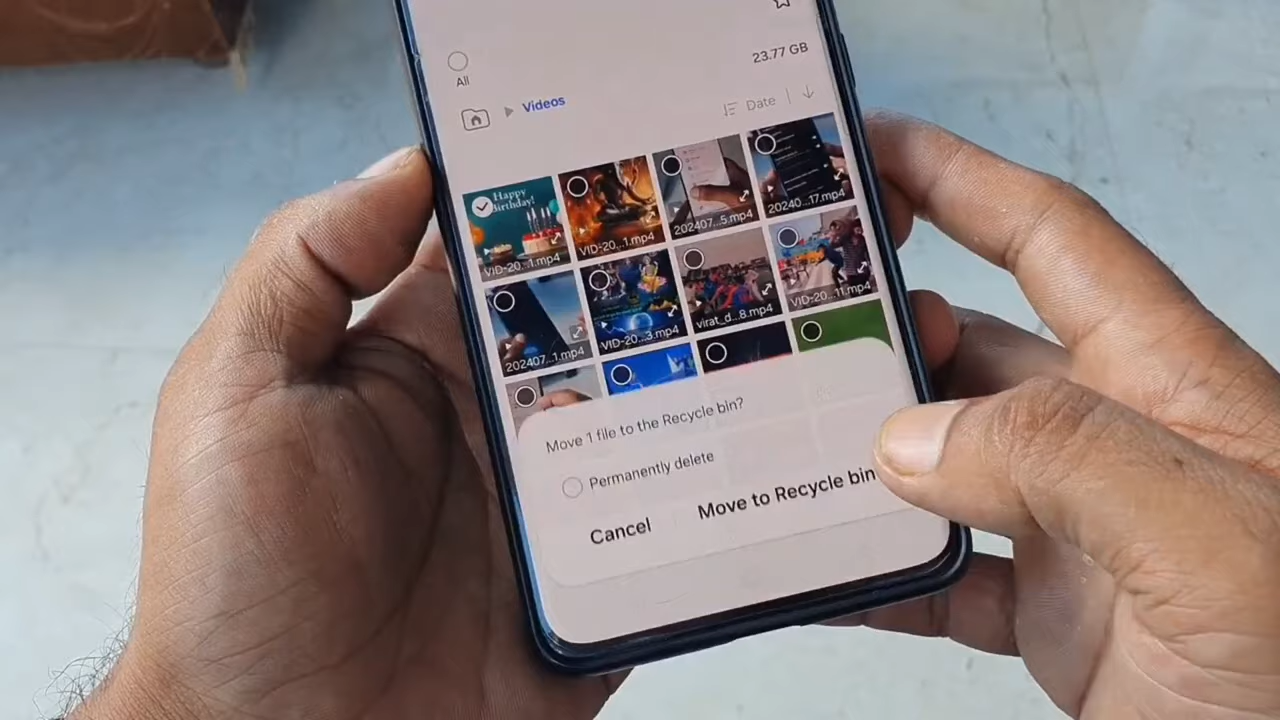 23.77 GB
All
Videos
Date
Happy
Birthday!
VID-20...1.mp4
VID-20...1.mp4
202407...5.mp4
20240...17.mp4
202407...1.mp4
VID-20...3.mp4
virat_d...8.mp4
VID-20...11.mp4
Move 1 file to the Recycle bin?
Permanently delete
Cancel
Move to Recycle bin